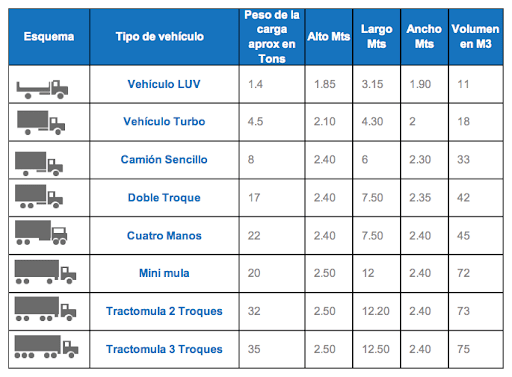 Esquema Tipo de vehículo Peso de la carga aprox en Tons Alto Mts Largo Mts Ancho Mts Volumen en M3
Vehículo LUV 1.4 1.85 3.15 1.90 11
Vehículo Turbo 4.5 2.10 4.30 2 18
Camión Sencillo 8 2.40 6 2.30 33
Doble Troque 17 2.40 7.50 2.35 42
Cuatro Manos 22 2.40 7.50 2.40 45
Mini mula 20 2.50 12 2.40 72
Tractomula 2 Troques 32 2.50 12.20 2.40 73
Tractomula 3 Troques 35 2.50 12.50 2.40 75